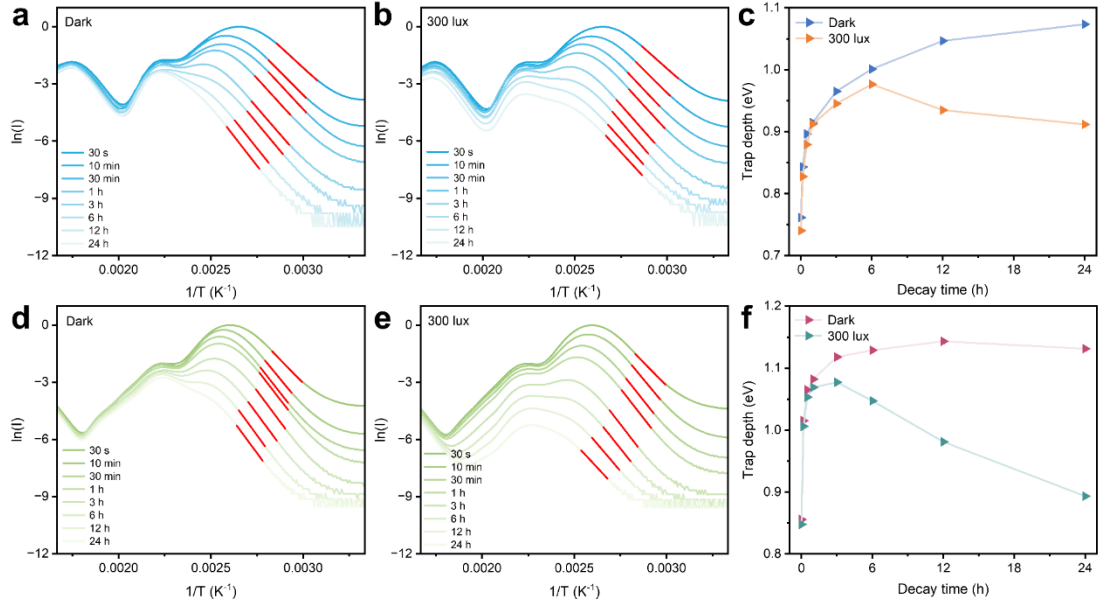 a
Dark
0
−3
−6
−9
−12
ln(I)
30 s
10 min
30 min
1 h
3 h
6 h
12 h
24 h
0.0020
0.0025
0.0030
1/T (K⁻¹)
b
300 lux
0
−3
−6
−9
−12
ln(I)
30 s
10 min
30 min
1 h
3 h
6 h
12 h
24 h
0.0020
0.0025
0.0030
1/T (K⁻¹)
c
Dark
300 lux
1.1
1.0
0.9
0.8
0.7
Trap depth (eV)
0
6
12
18
24
Decay time (h)
d
Dark
0
−3
−6
−9
−12
ln(I)
30 s
10 min
30 min
1 h
3 h
6 h
12 h
24 h
0.0020
0.0025
0.0030
1/T (K⁻¹)
e
300 lux
0
−3
−6
−9
−12
ln(I)
30 s
10 min
30 min
1 h
3 h
6 h
12 h
24 h
0.0020
0.0025
0.0030
1/T (K⁻¹)
f
Dark
300 lux
1.2
1.1
1.0
0.9
0.8
Trap depth (eV)
0
6
12
18
24
Decay time (h)